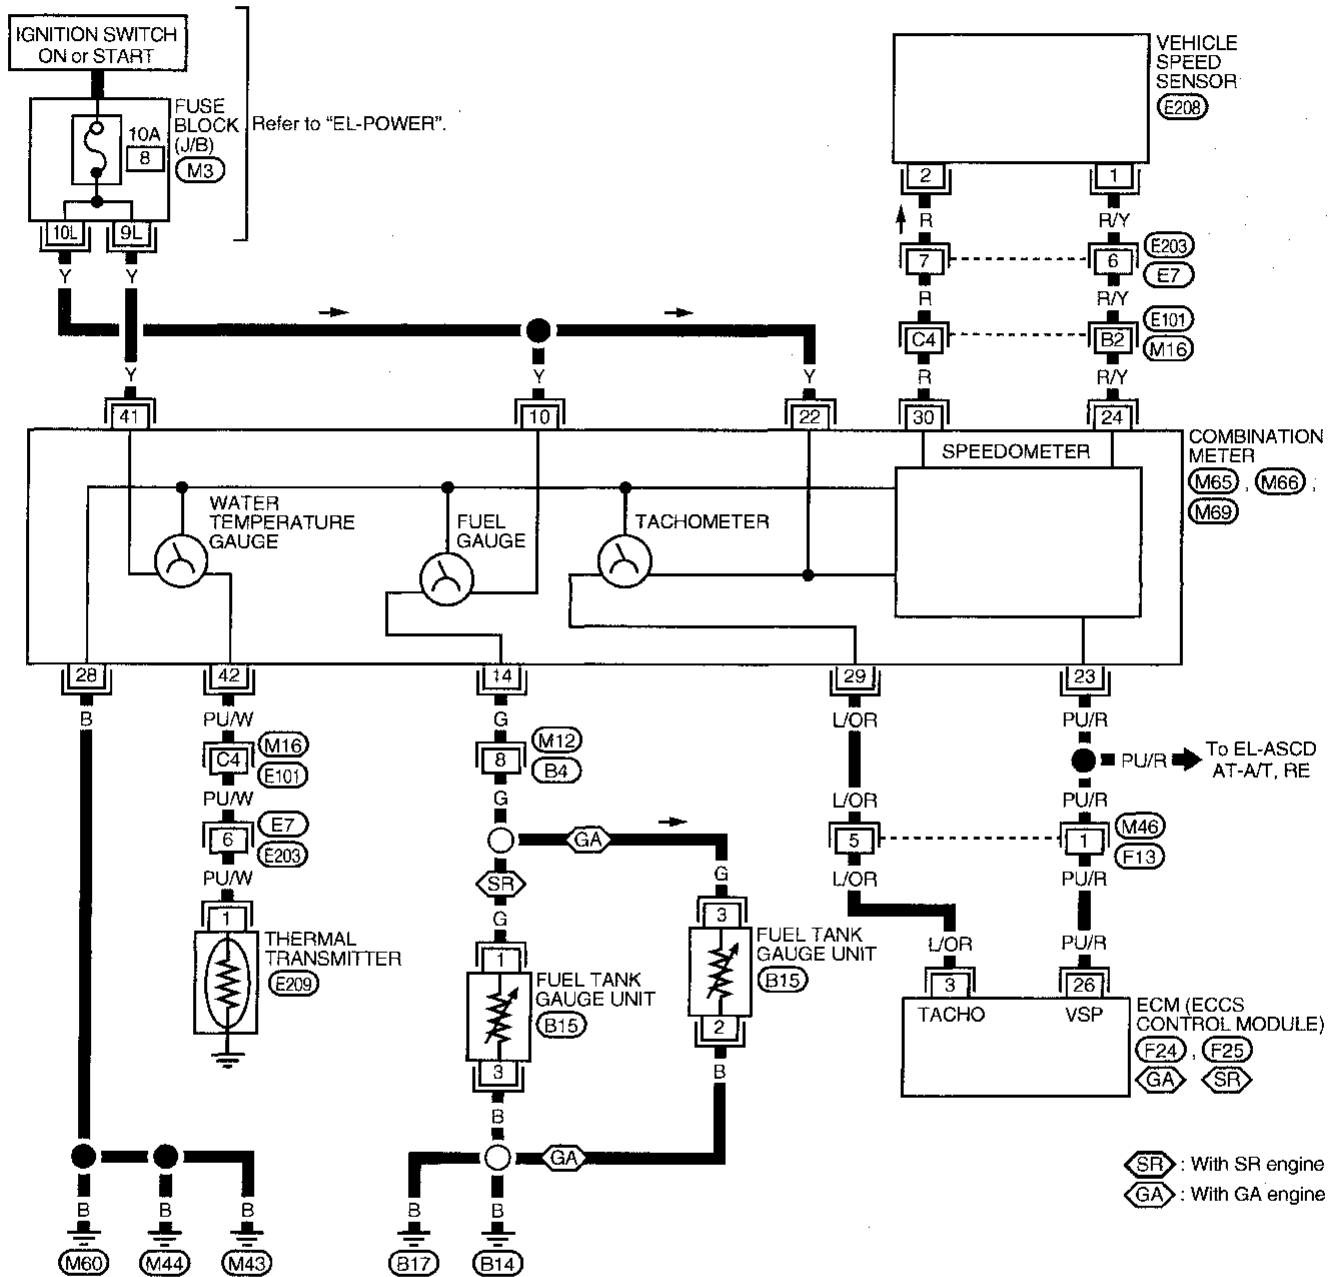 IGNITION SWITCH
ON or START
FUSE
BLOCK
(J/B)
M3
10A
8
Refer to "EL-POWER".
10L
9L
Y
Y
VEHICLE
SPEED
SENSOR
E208
2
1
R
R/Y
7
6
E203
E7
R
R/Y
C4
B2
E101
M16
R
R/Y
Y
Y
Y
41
10
22
30
24
SPEEDOMETER
COMBINATION
METER
M65 , M66 ,
M69
WATER
TEMPERATURE
GAUGE
FUEL
GAUGE
TACHOMETER
28
42
14
29
23
B
PU/W
G
L/OR
PU/R
C4
M16
E101
8
M12
B4
PU/R
To EL-ASCD
AT-A/T, RE
PU/W
G
L/OR
PU/R
6
E7
E203
GA
5
1
M46
F13
PU/W
SR
G
L/OR
PU/R
1
G
3
L/OR
PU/R
THERMAL
TRANSMITTER
E209
1
FUEL TANK
GAUGE UNIT
B15
FUEL TANK
GAUGE UNIT
B15
3
26
TACHO
VSP
ECM (ECCS
CONTROL MODULE)
F24 , F25
GA
SR
2
3
B
B
GA
SR : With SR engine
GA : With GA engine
B
B
B
B
B
M60
M44
M43
B17
B14